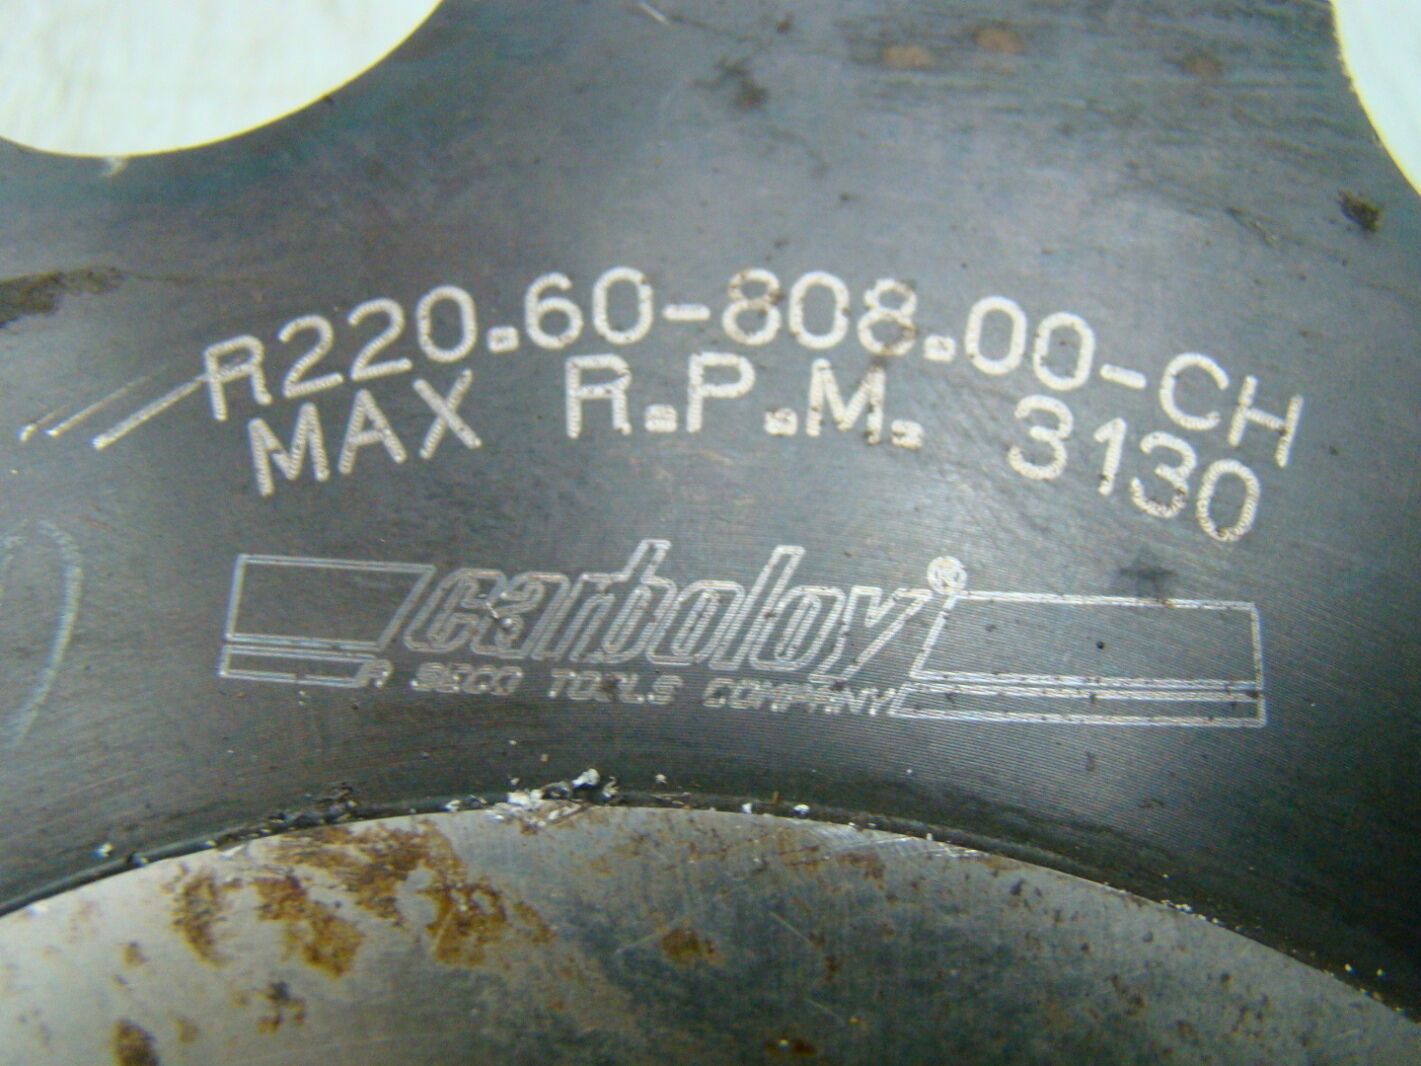 R220.60-808.00-CH
MAX R.P.M. 3130
carboloy®
A SECO TOOLS COMPANY